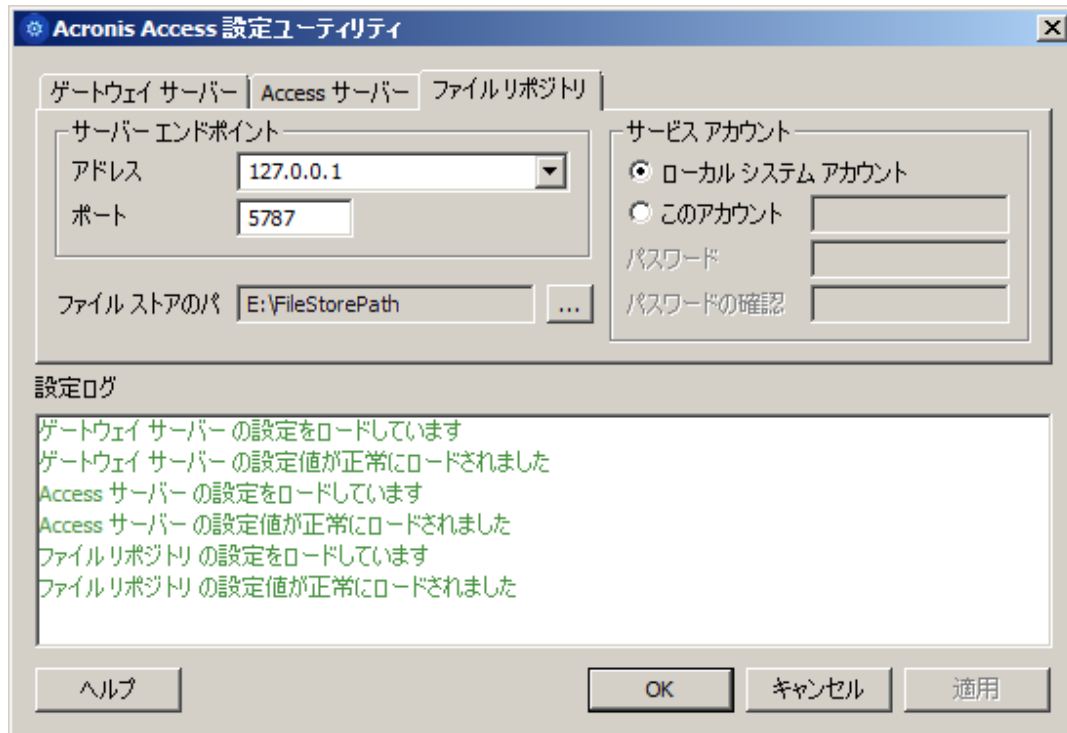 Acronis Access 設定ユーティリティ
ゲートウェイ サーバー
Access サーバー
ファイル リポジトリ
サーバー エンドポイント
アドレス
127.0.0.1
ポート
5787
ファイル ストアのパ
E:\FileStorePath
...
サービス アカウント
ローカル システム アカウント
このアカウント
パスワード
パスワードの確認
設定ログ
ゲートウェイ サーバー の設定をロードしています
ゲートウェイ サーバー の設定値が正常にロードされました
Access サーバー の設定をロードしています
Access サーバー の設定値が正常にロードされました
ファイル リポジトリ の設定をロードしています
ファイル リポジトリ の設定値が正常にロードされました
ヘルプ
OK
キャンセル
適用